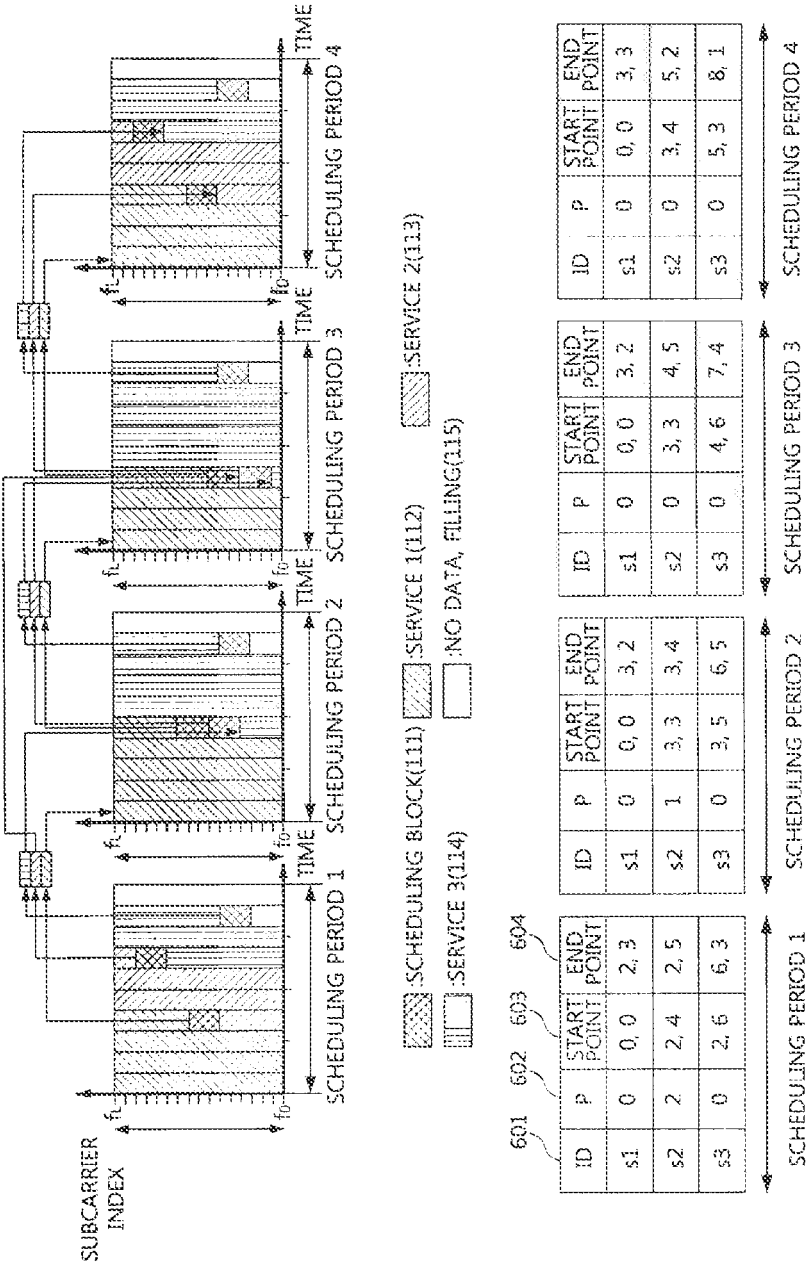 SUBCARRIER
INDEX
fL
f0
SCHEDULING PERIOD 1
fL
f0
TIME
SCHEDULING PERIOD 2
fL
f0
TIME
SCHEDULING PERIOD 3
fL
f0
TIME
SCHEDULING PERIOD 4
TIME
:SCHEDULING BLOCK(111)
:SERVICE 1(112)
:SERVICE 2(113)
:SERVICE 3(114)
:NO DATA, FILLING(115)
601 602 603 604
ID P START POINT END POINT
s1 0 0, 0 2, 3
s2 2 2, 4 2, 5
s3 0 2, 6 6, 3
SCHEDULING PERIOD 1
ID P START POINT END POINT
s1 0 0, 0 3, 2
s2 1 3, 3 3, 4
s3 0 3, 5 6, 5
SCHEDULING PERIOD 2
ID P START POINT END POINT
s1 0 0, 0 3, 2
s2 0 3, 3 4, 5
s3 0 4, 6 7, 4
SCHEDULING PERIOD 3
ID P START POINT END POINT
s1 0 0, 0 3, 3
s2 0 3, 4 5, 2
s3 0 5, 3 8, 1
SCHEDULING PERIOD 4